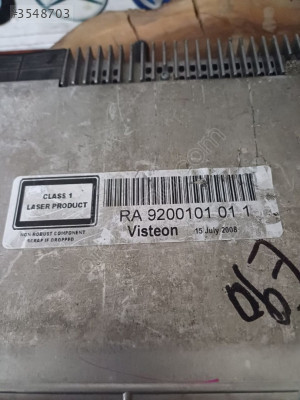 #3548703
CLASS 1
LASER PRODUCT
NON ROBUST COMPONENT
SCRAP IF DROPPED
RA 9200101 01 1
Visteon 15 July 2008